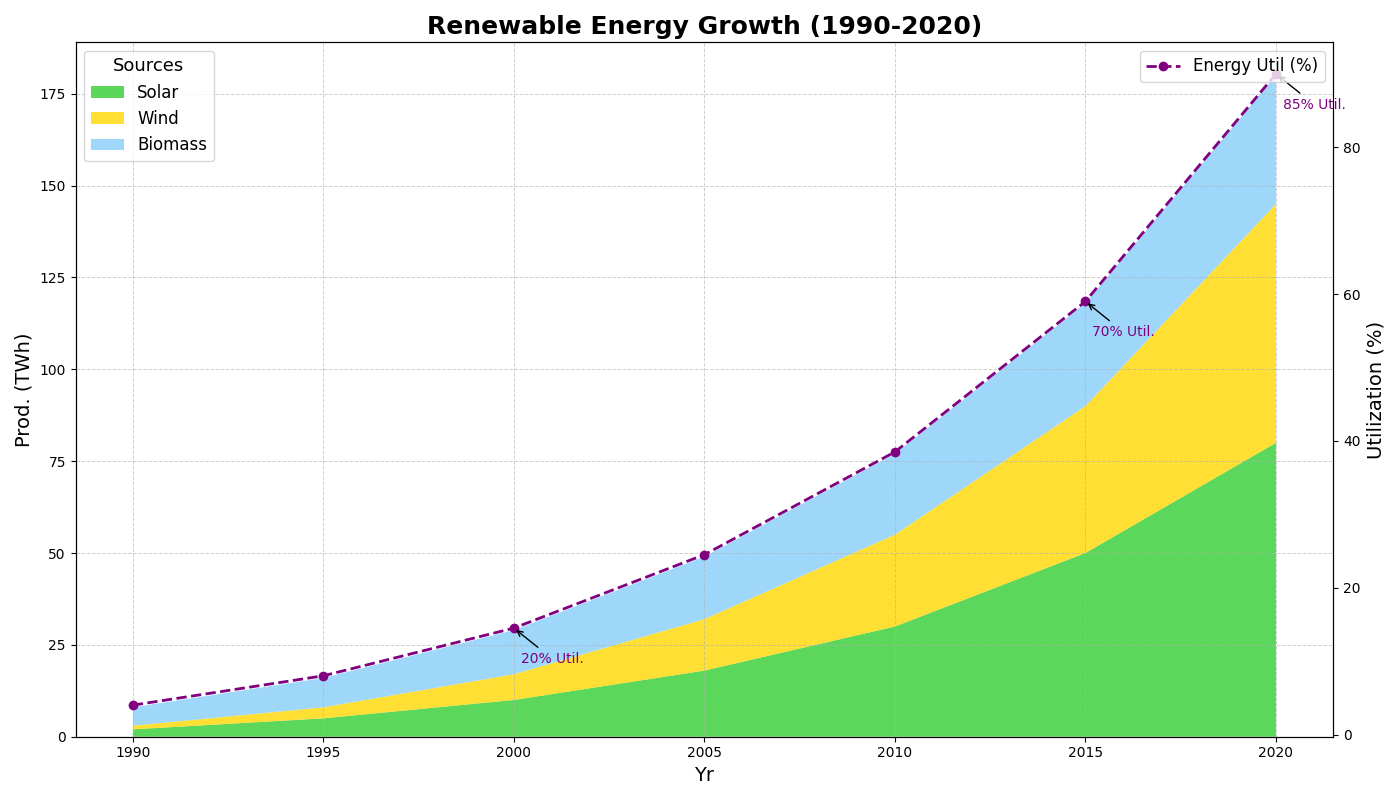 Renewable Energy Growth (1990-2020)
Sources
Solar
Wind
Biomass
Energy Util (%)
85% Util.
70% Util.
20% Util.
Prod. (TWh)
175
150
125
100
75
50
25
0
Utilization (%)
80
60
40
20
0
1990 1995 2000 2005 2010 2015 2020
Yr